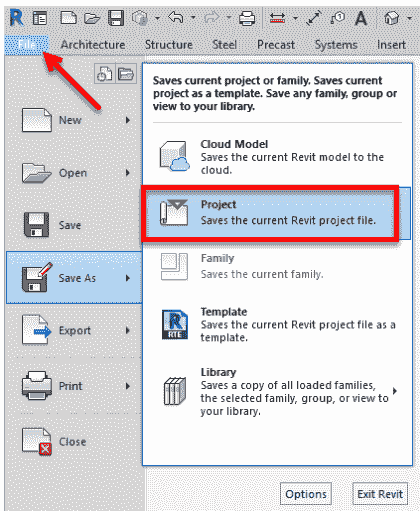 R
A
File Architecture Structure Steel Precast Systems Insert
New
Open
Save
Save As
Export
Print
Close
Saves current project or family. Saves current
project as a template. Save any family, group or
view to your library.
Cloud Model
Saves the current Revit model to the
cloud.
Project
Saves the current Revit project file.
Family
Saves the current family.
R
RTE
Template
Saves the current Revit project file as a
template.
Library
Saves a copy of all loaded families,
the selected family, group, or view to
your library.
Options Exit Revit